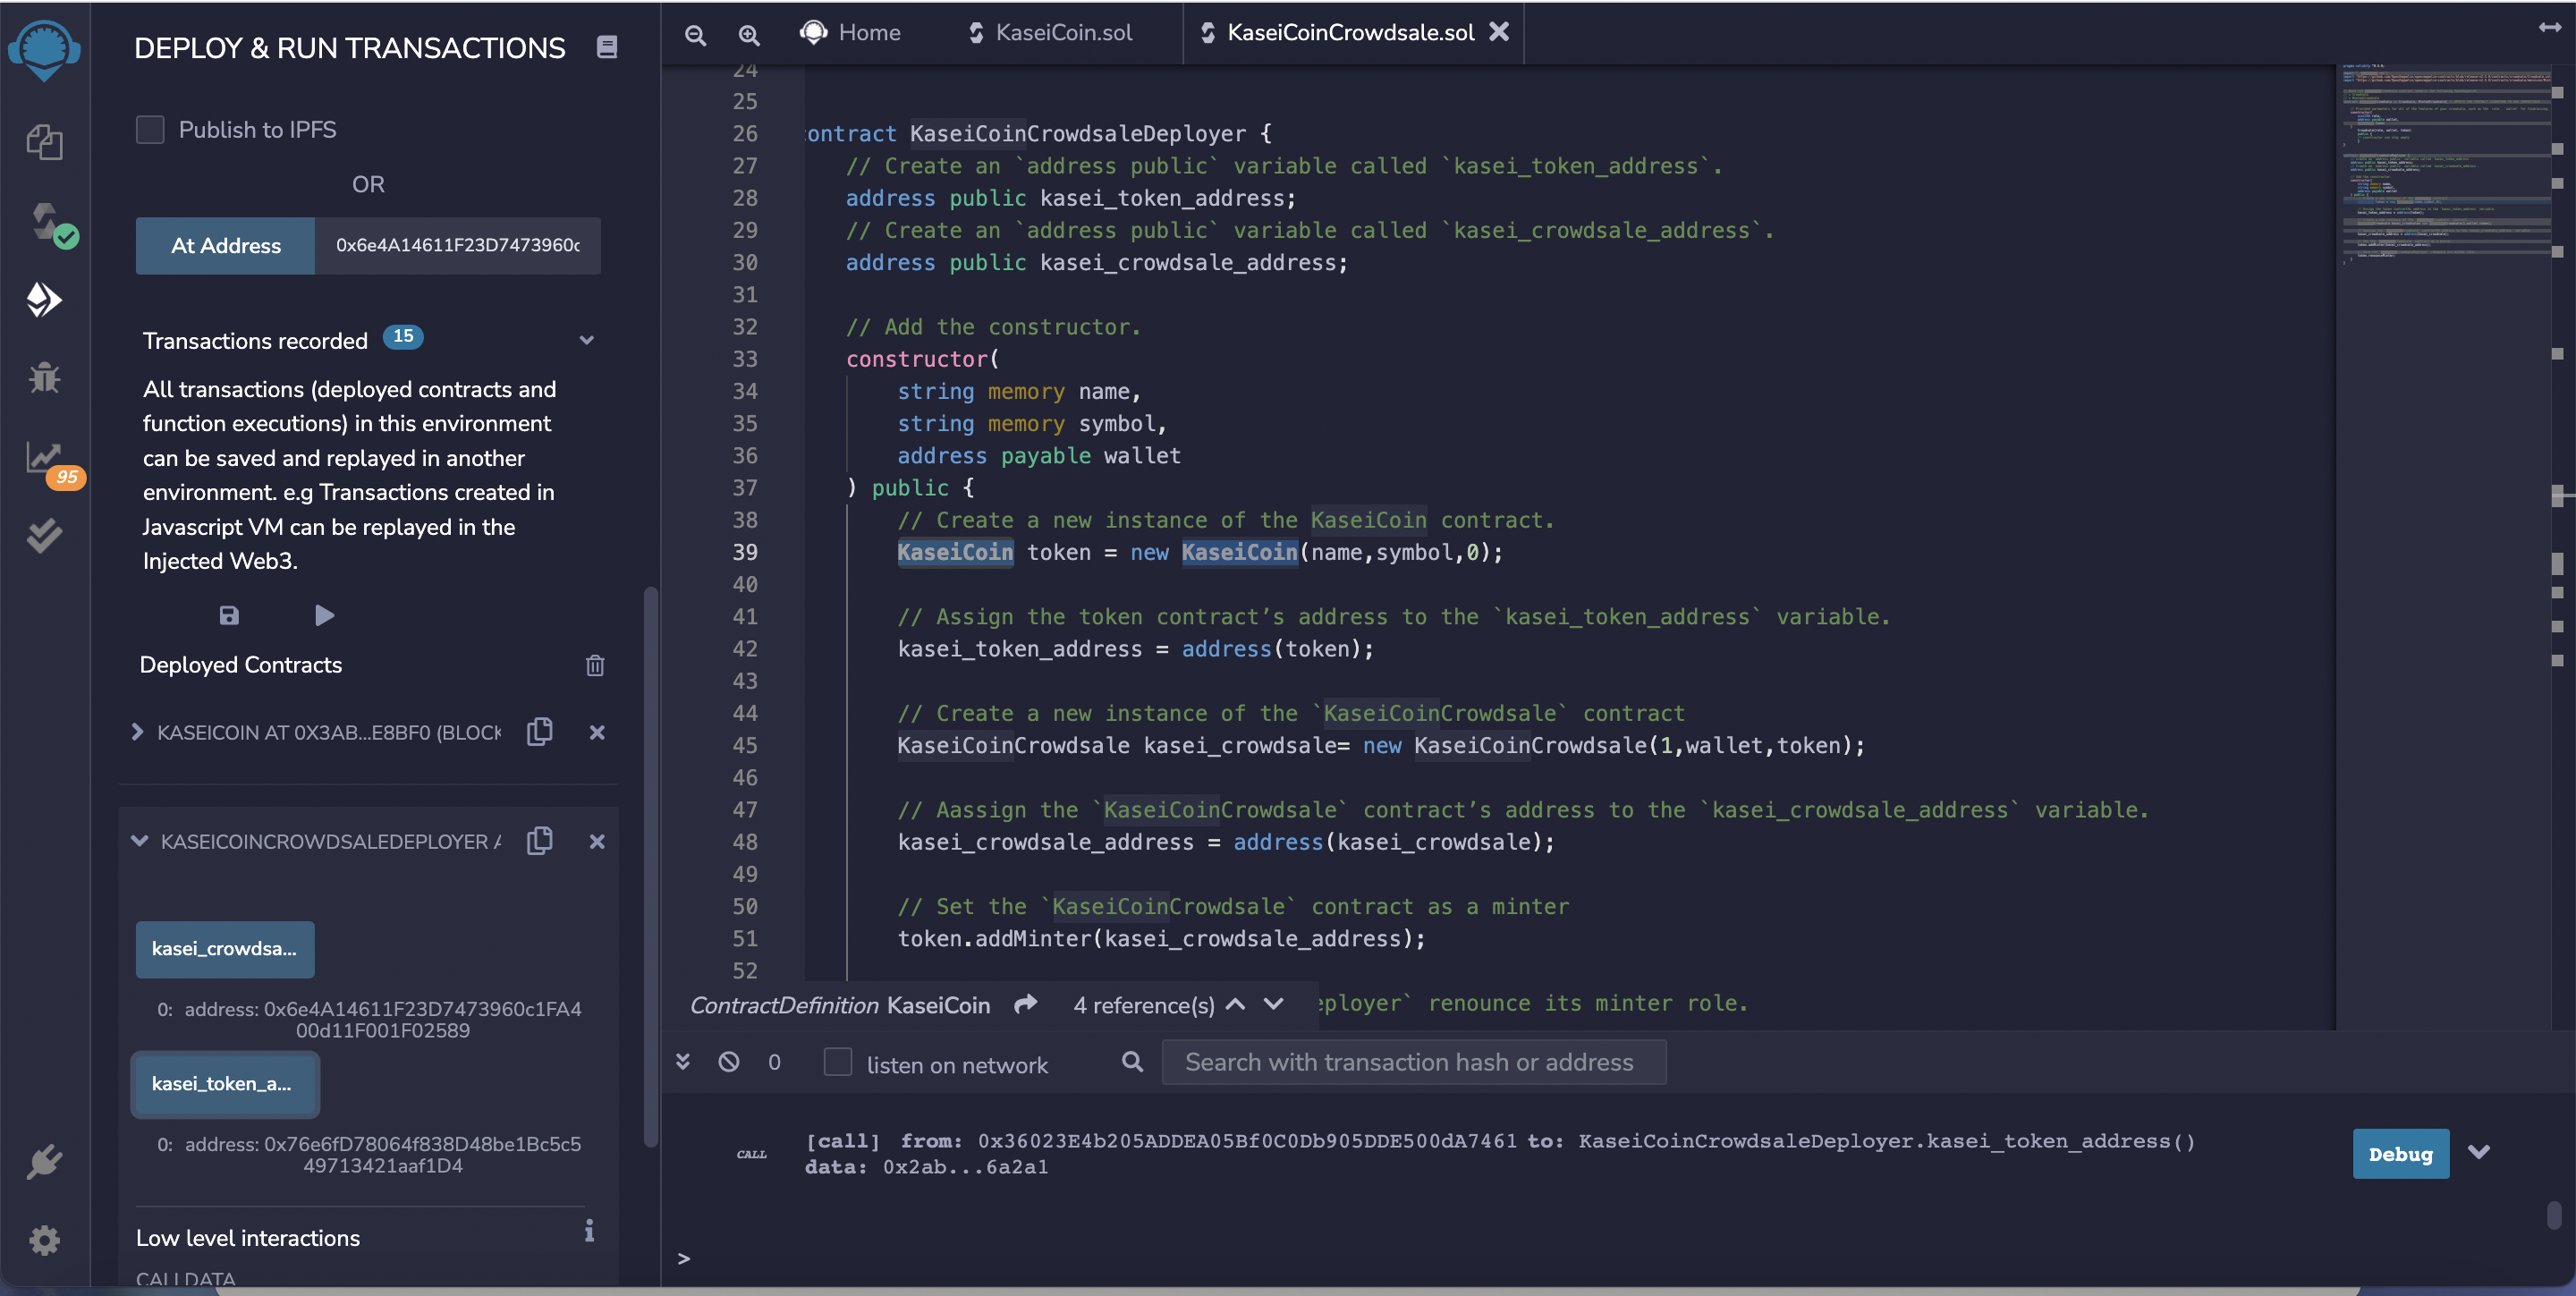 DEPLOY & RUN TRANSACTIONS
Publish to IPFS
OR
At Address
0x6e4A14611F23D7473960c
Transactions recorded 15
All transactions (deployed contracts and
function executions) in this environment
can be saved and replayed in another
environment. e.g Transactions created in
Javascript VM can be replayed in the
Injected Web3.
Deployed Contracts
KASEICOIN AT 0X3AB...E8BF0 (BLOCK
KASEICOINCROWDSALEDEPLOYER A
kasei_crowdsa...
0: address: 0x6e4A14611F23D7473960c1FA4
00d11F001F02589
kasei_token_a...
0: address: 0x76e6fD78064f838D48be1Bc5c5
49713421aaf1D4
Low level interactions
CALLDATA
95
Home
KaseiCoin.sol
KaseiCoinCrowdsale.sol
24
25
26 contract KaseiCoinCrowdsaleDeployer {
27 // Create an `address public` variable called `kasei_token_address`.
28 address public kasei_token_address;
29 // Create an `address public` variable called `kasei_crowdsale_address`.
30 address public kasei_crowdsale_address;
31
32 // Add the constructor.
33 constructor(
34 string memory name,
35 string memory symbol,
36 address payable wallet
37 ) public {
38 // Create a new instance of the KaseiCoin contract.
39 KaseiCoin token = new KaseiCoin(name,symbol,0);
40
41 // Assign the token contract’s address to the `kasei_token_address` variable.
42 kasei_token_address = address(token);
43
44 // Create a new instance of the `KaseiCoinCrowdsale` contract
45 KaseiCoinCrowdsale kasei_crowdsale= new KaseiCoinCrowdsale(1,wallet,token);
46
47 // Aassign the `KaseiCoinCrowdsale` contract’s address to the `kasei_crowdsale_address` variable.
48 kasei_crowdsale_address = address(kasei_crowdsale);
49
50 // Set the `KaseiCoinCrowdsale` contract as a minter
51 token.addMinter(kasei_crowdsale_address);
52
ContractDefinition KaseiCoin 4 reference(s) eployer` renounce its minter role.
0 listen on network Search with transaction hash or address
CALL [call] from: 0x36023E4b205ADDEA05Bf0C0Db905DDE500dA7461 to: KaseiCoinCrowdsaleDeployer.kasei_token_address()
data: 0x2ab...6a2a1
Debug
>